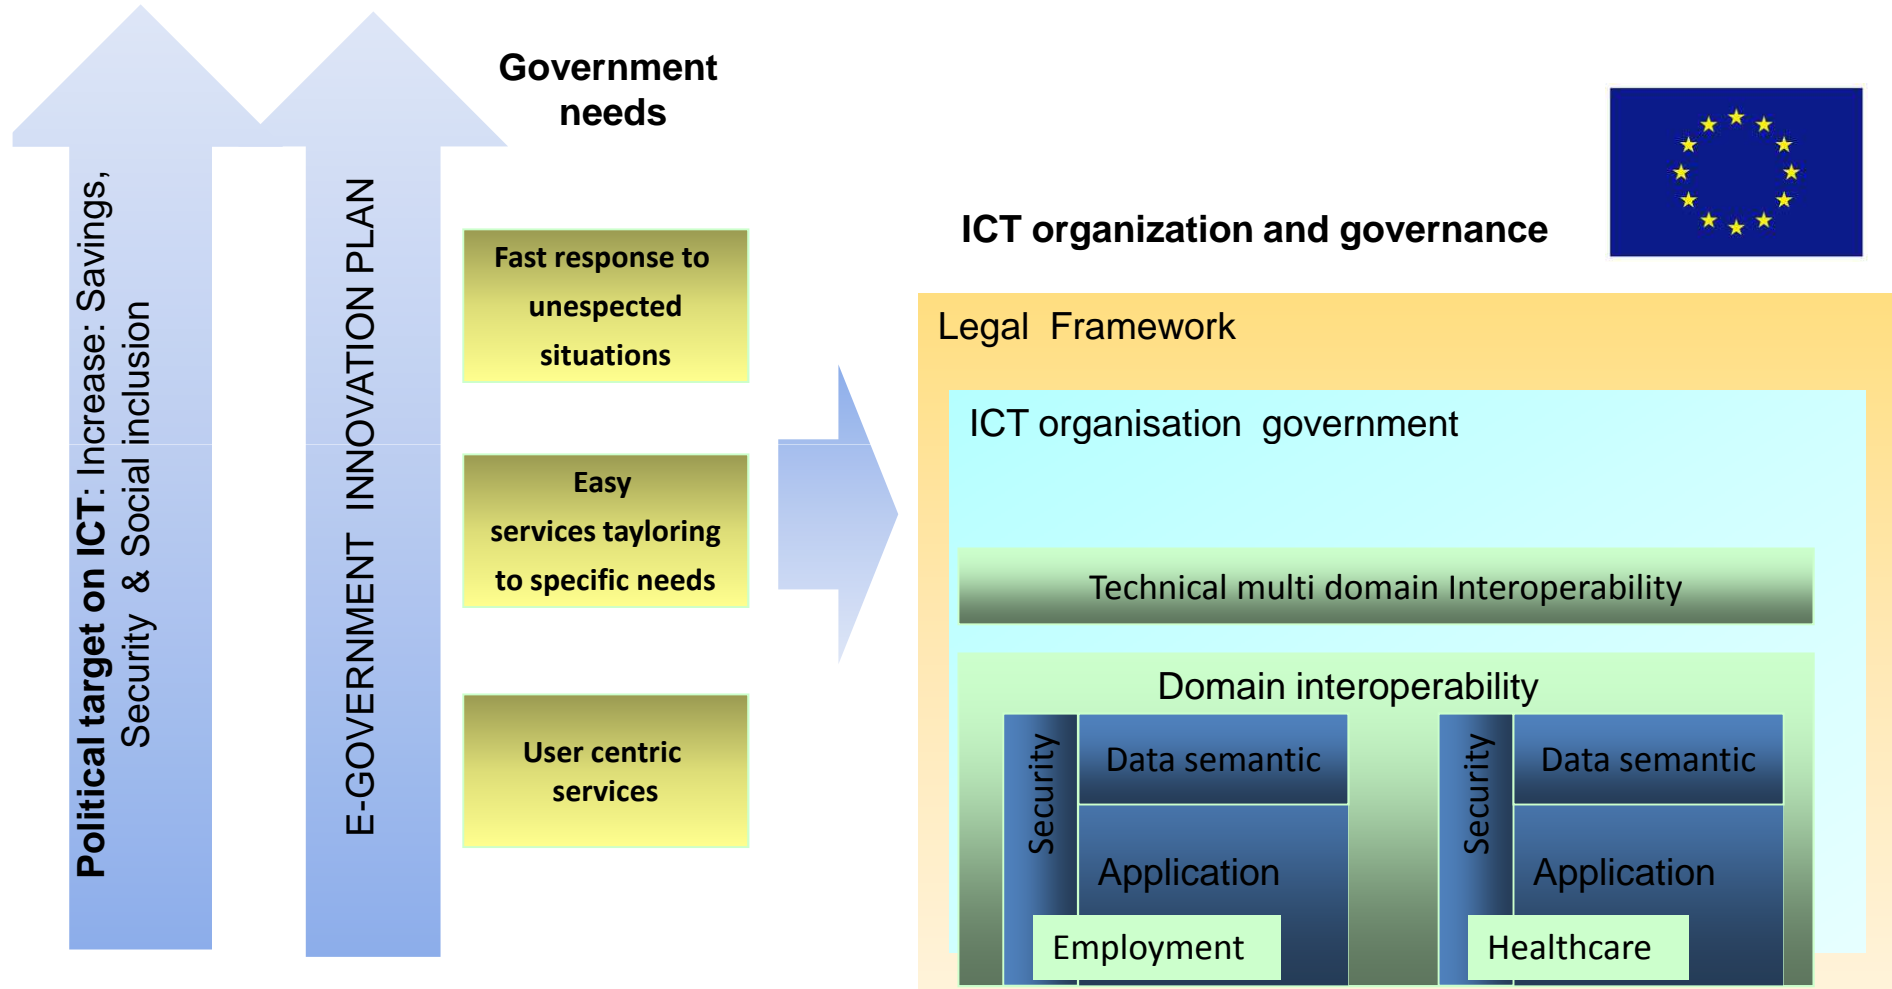 Political target on ICT: Increase: Savings,
Security & Social inclusion
E-GOVERNMENT INNOVATION PLAN
Government
needs
Fast response to
unespected
situations
Easy
services tayloring
to specific needs
User centric
services
ICT organization and governance
Legal Framework
ICT organisation government
Technical multi domain Interoperability
Domain interoperability
Security
Data semantic
Application
Employment
Security
Data semantic
Application
Healthcare